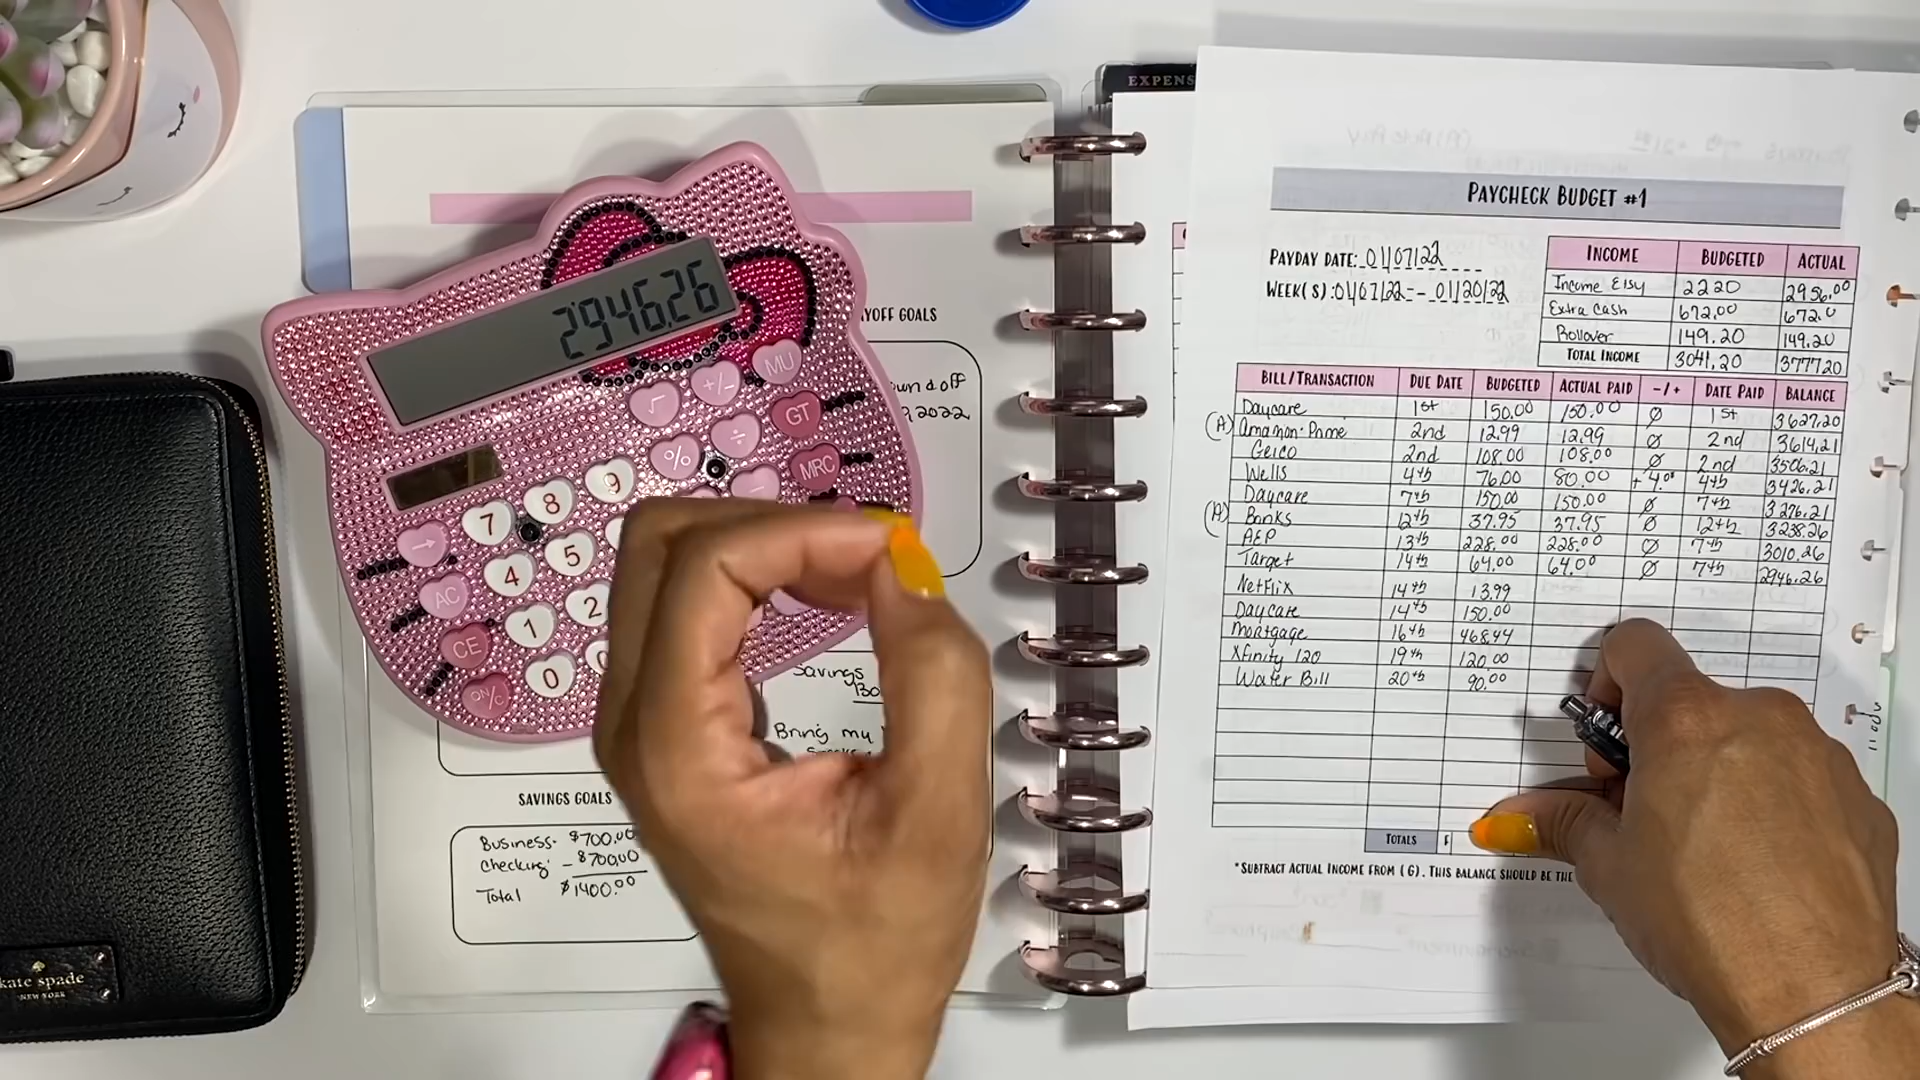 EXPENS
2946.26
MU
√
+/-
GT
%
÷
MRC
→
7
8
9
AC
4
5
CE
1
2
ON/C
0
YOFF GOALS
2022
Savings
Bring my
SAVINGS GOALS
Business- $700.00
Checking: - $700.00
Total $1400.00
kate spade
NEW YORK
PAYCHECK BUDGET #1
PAYDAY DATE: 01/07/22
WEEK(S): 01/07/22 - 01/20/22
INCOME BUDGETED ACTUAL
Income Elsy 2220 2956.00
Extra Cash 672.00 672.0
Rollover 149.20 149.20
TOTAL INCOME 3041.20 3777.20
BILL/TRANSACTION DUE DATE BUDGETED ACTUAL PAID -/+ DATE PAID BALANCE
Daycare 1st 150.00 150.00 Ø 1st 3627.20
(A) Amazon Prime 2nd 12.99 12.99 Ø 2nd 3614.21
Geico 2nd 108.00 108.00 Ø 2nd 3506.21
Wells 4th 76.00 80.00 +4.00 4th 3426.21
Daycare 7th 150.00 150.00 Ø 7th 3276.21
(A) Banks 12th 37.95 37.95 Ø 12th 3238.26
AEP 13th 228.00 228.00 Ø 7th 3010.26
Target 14th 64.00 64.00 Ø 7th 2946.26
Netflix 14th 13.99
Daycare 14th 150.00
Mortgage 16th 468.44
Xfinity 120 19th 120.00
Water Bill 20th 90.00
TOTALS
*SUBTRACT ACTUAL INCOME FROM (G). THIS BALANCE SHOULD BE THE